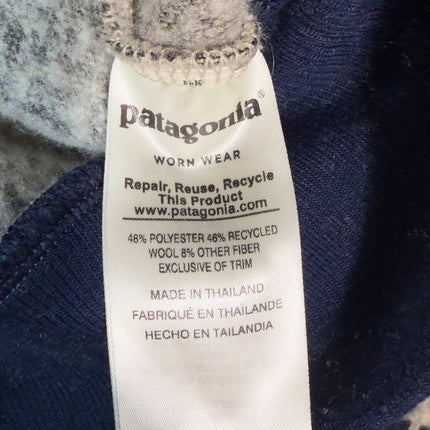 patagonia®
WORN WEAR
Repair, Reuse, Recycle
This Product
www.patagonia.com
46% POLYESTER 46% RECYCLED
WOOL 8% OTHER FIBER
EXCLUSIVE OF TRIM
MADE IN THAILAND
FABRIQUÉ EN THAÏLANDE
HECHO EN TAILANDIA